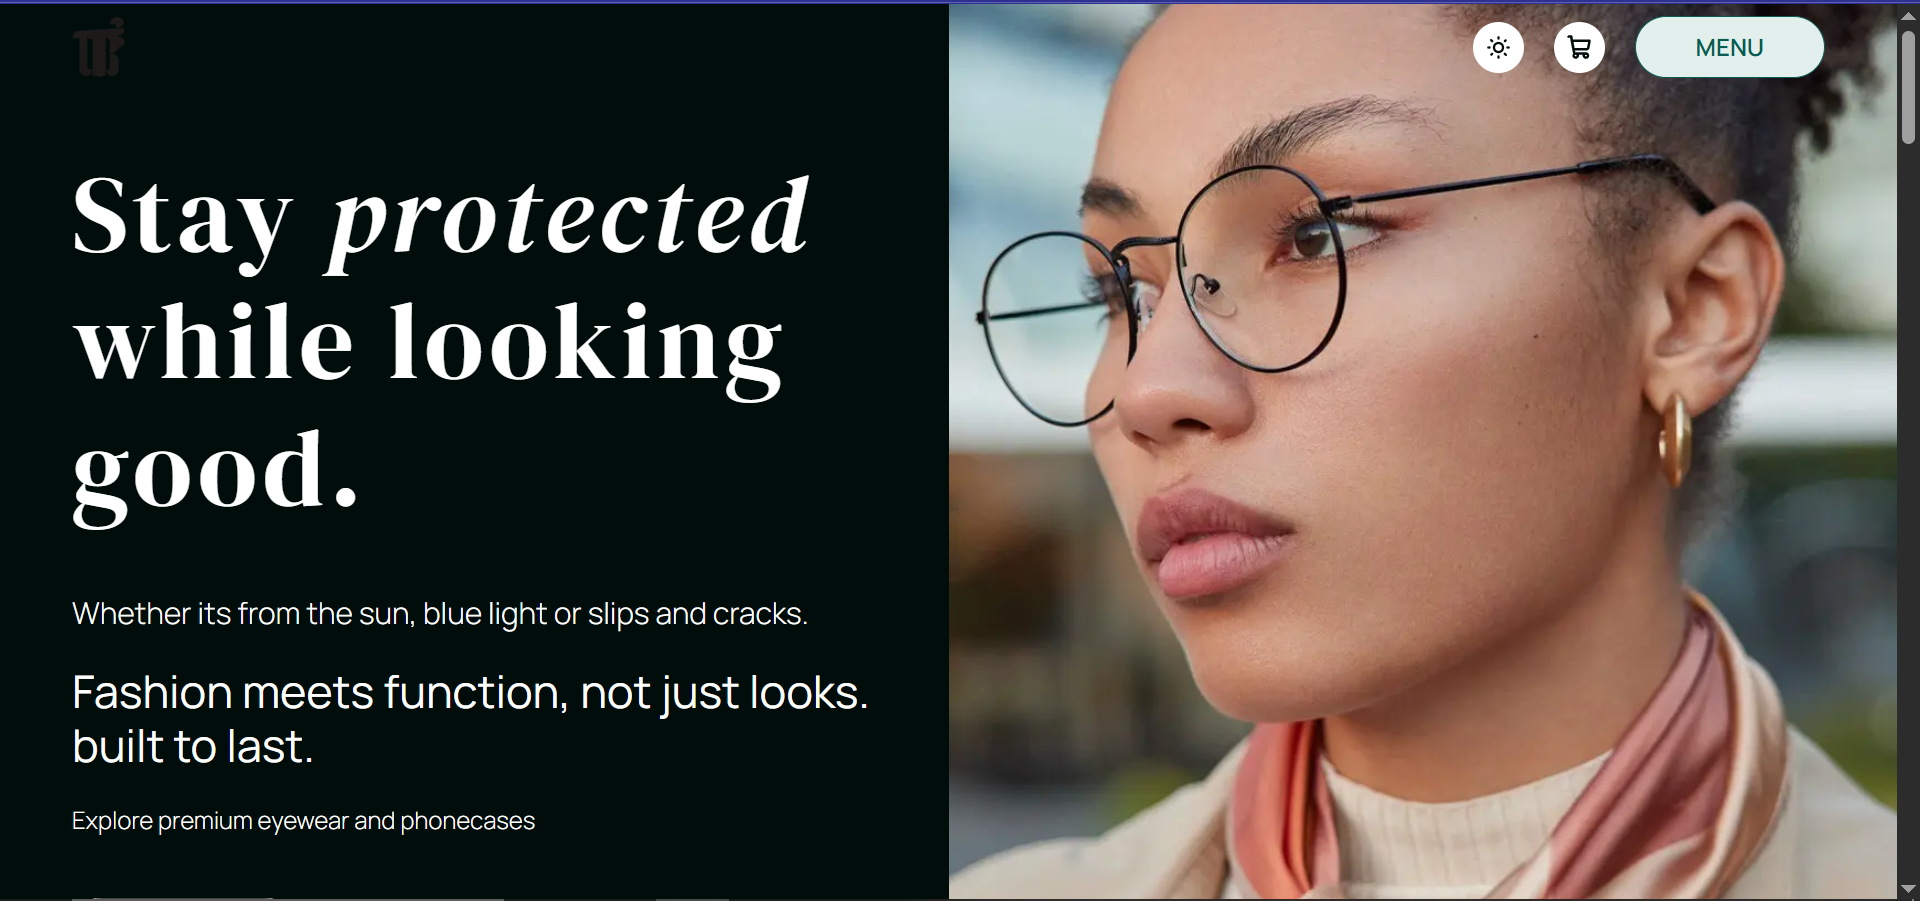 MENU
Stay protected
while looking
good.
Whether its from the sun, blue light or slips and cracks.
Fashion meets function, not just looks.
built to last.
Explore premium eyewear and phonecases